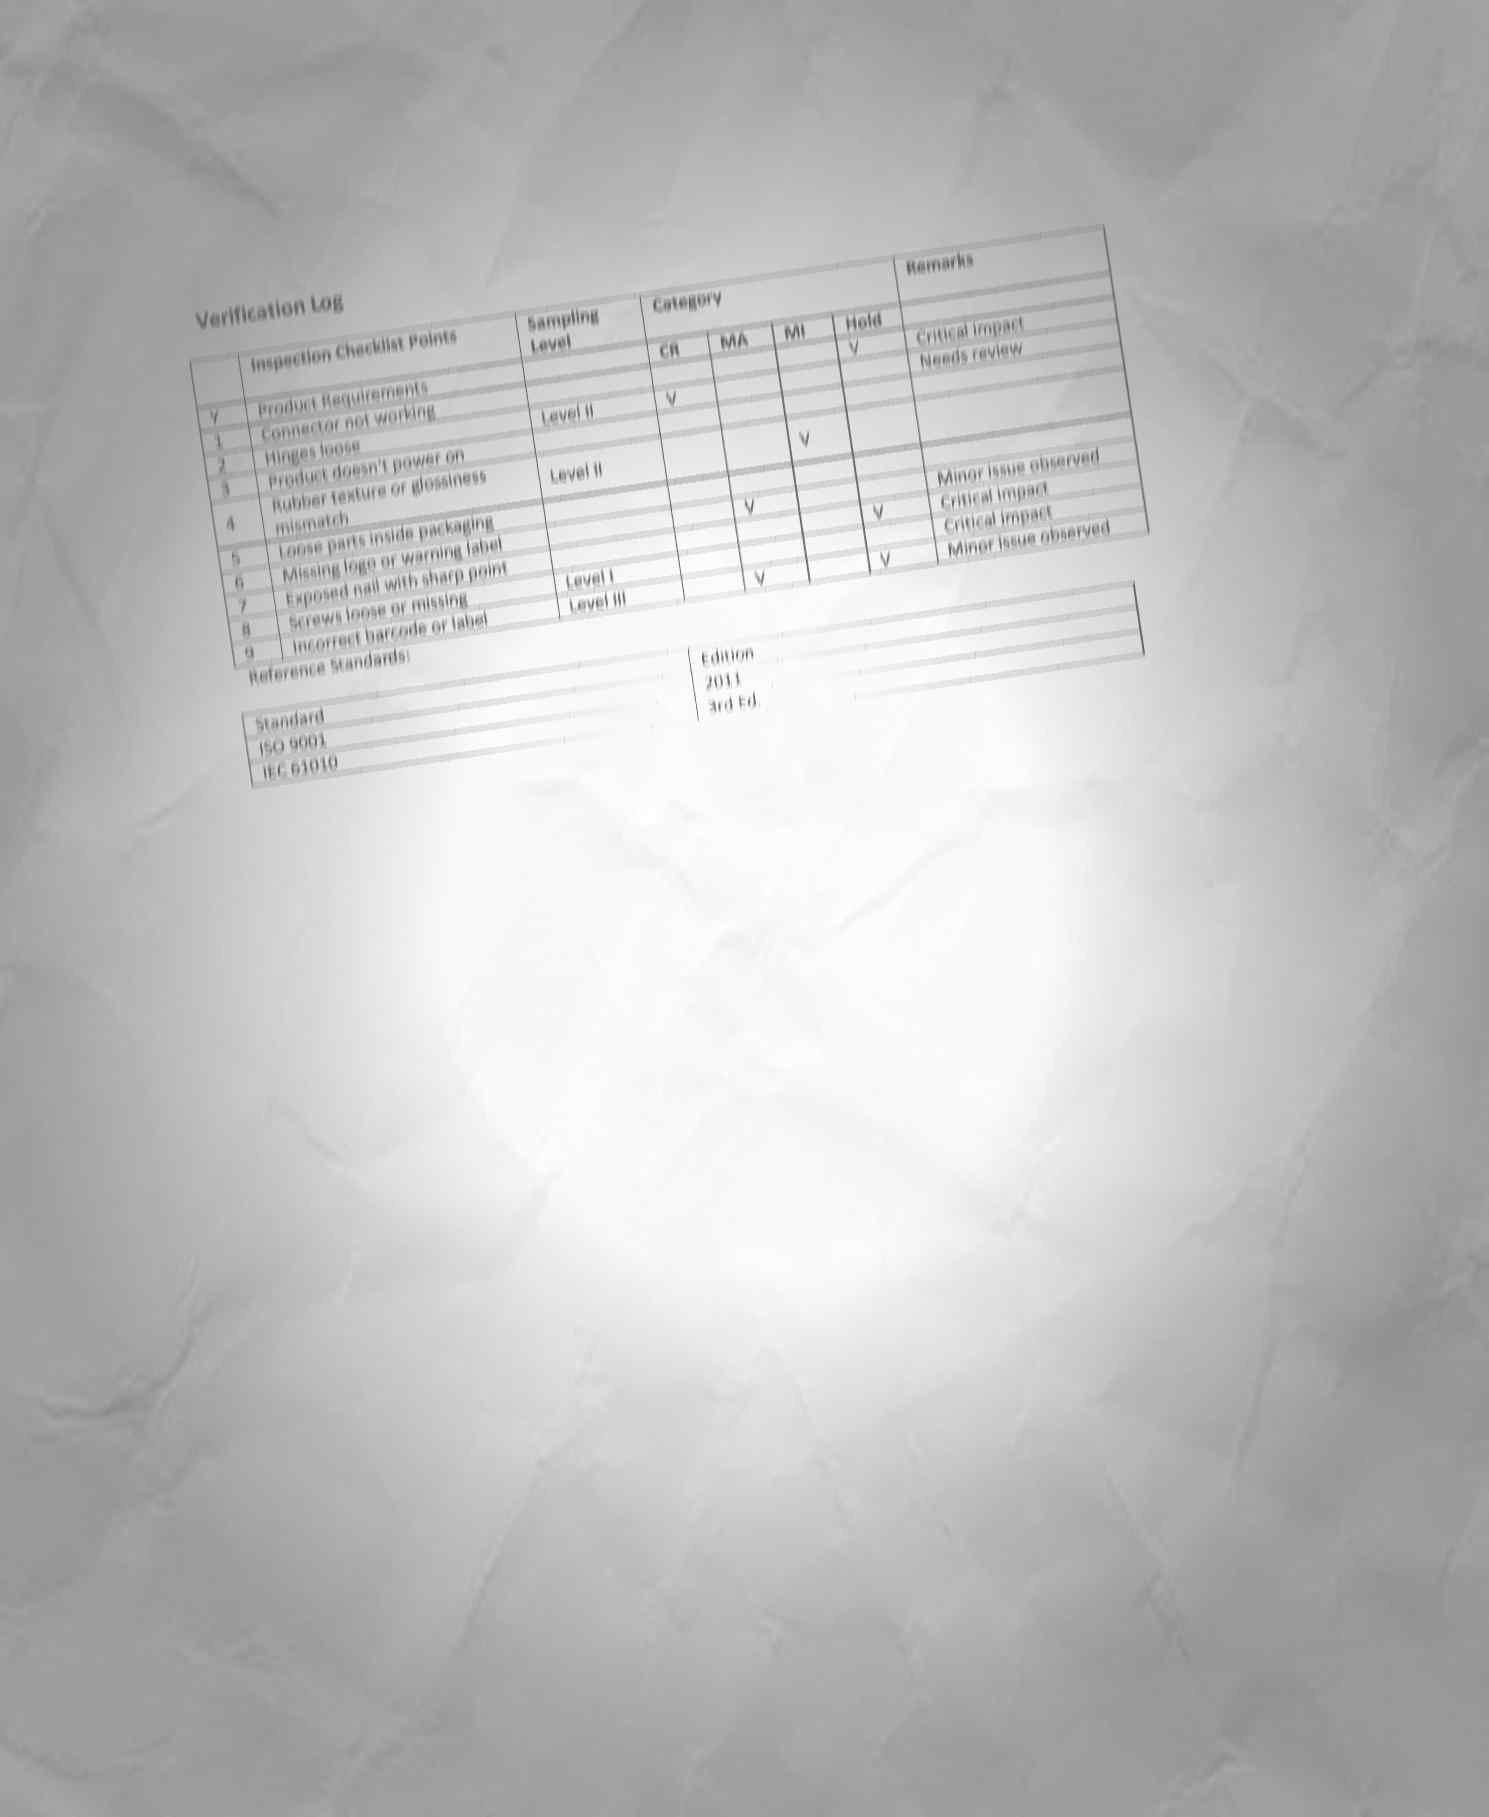 Verification Log
Inspection Checklist Points Sampling Level Category Remarks
Y Product Requirements CR MA MI Hold
1 Connector not working V Critical impact
2 Hinges loose Level II V Needs review
3 Product doesn't power on
4 Rubber texture or glossiness mismatch Level II V
5 Loose parts inside packaging
6 Missing logo or warning label V Minor issue observed
7 Exposed nail with sharp point V Critical impact
8 Screws loose or missing Level I Critical impact
9 Incorrect barcode or label Level III V V Minor issue observed
Reference Standards:
Standard Edition
ISO 9001 2011
IEC 61010 3rd Ed.